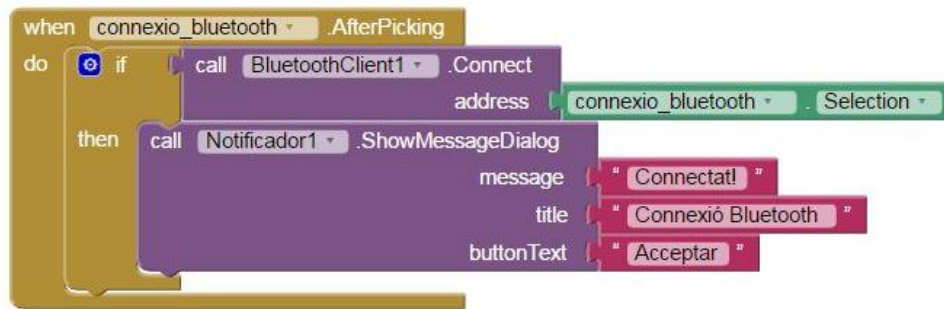 when connexio_bluetooth .AfterPicking
do if call BluetoothClient1 .Connect
address connexio_bluetooth . Selection
then call Notificador1 .ShowMessageDialog
message " Connectat! "
title " Connexió Bluetooth "
buttonText " Acceptar "